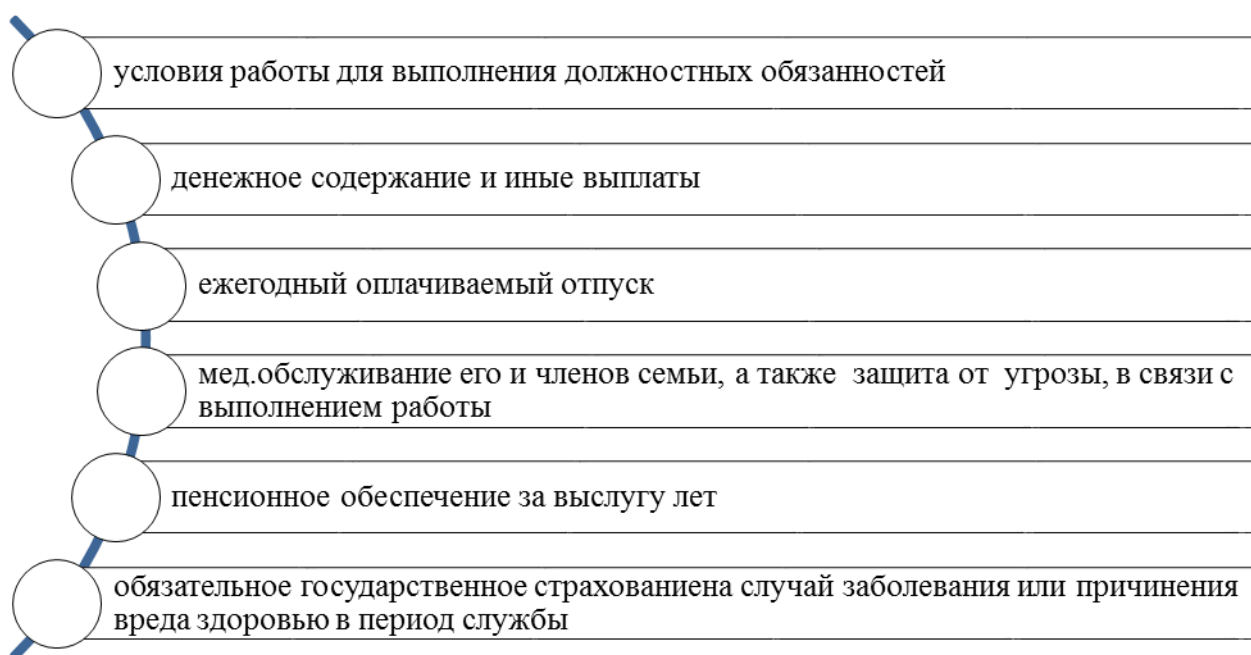 условия работы для выполнения должностных обязанностей
денежное содержание и иные выплаты
ежегодный оплачиваемый отпуск
мед.обслуживание его и членов семьи, а также защита от угрозы, в связи с
выполнением работы
пенсионное обеспечение за выслугу лет
обязательное государственное страхованиена случай заболевания или причинения
вреда здоровью в период службы